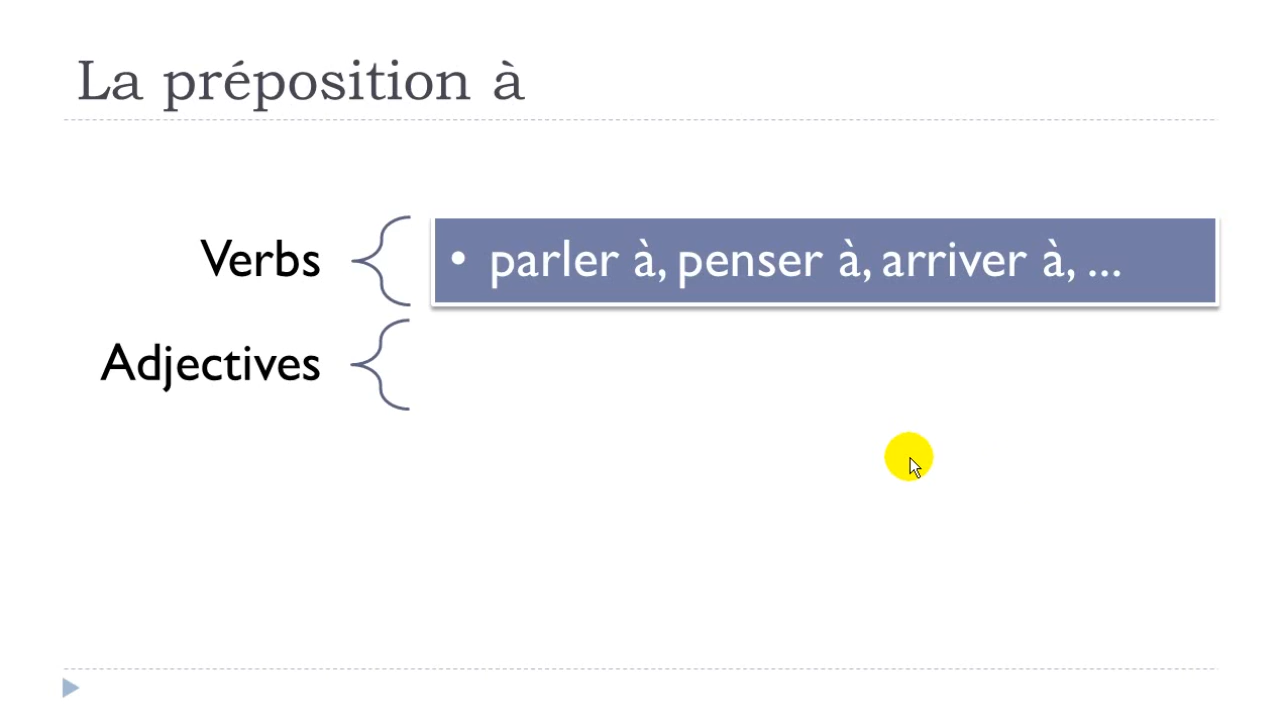 La préposition à
Verbs
• parler à, penser à, arriver à, ...
Adjectives